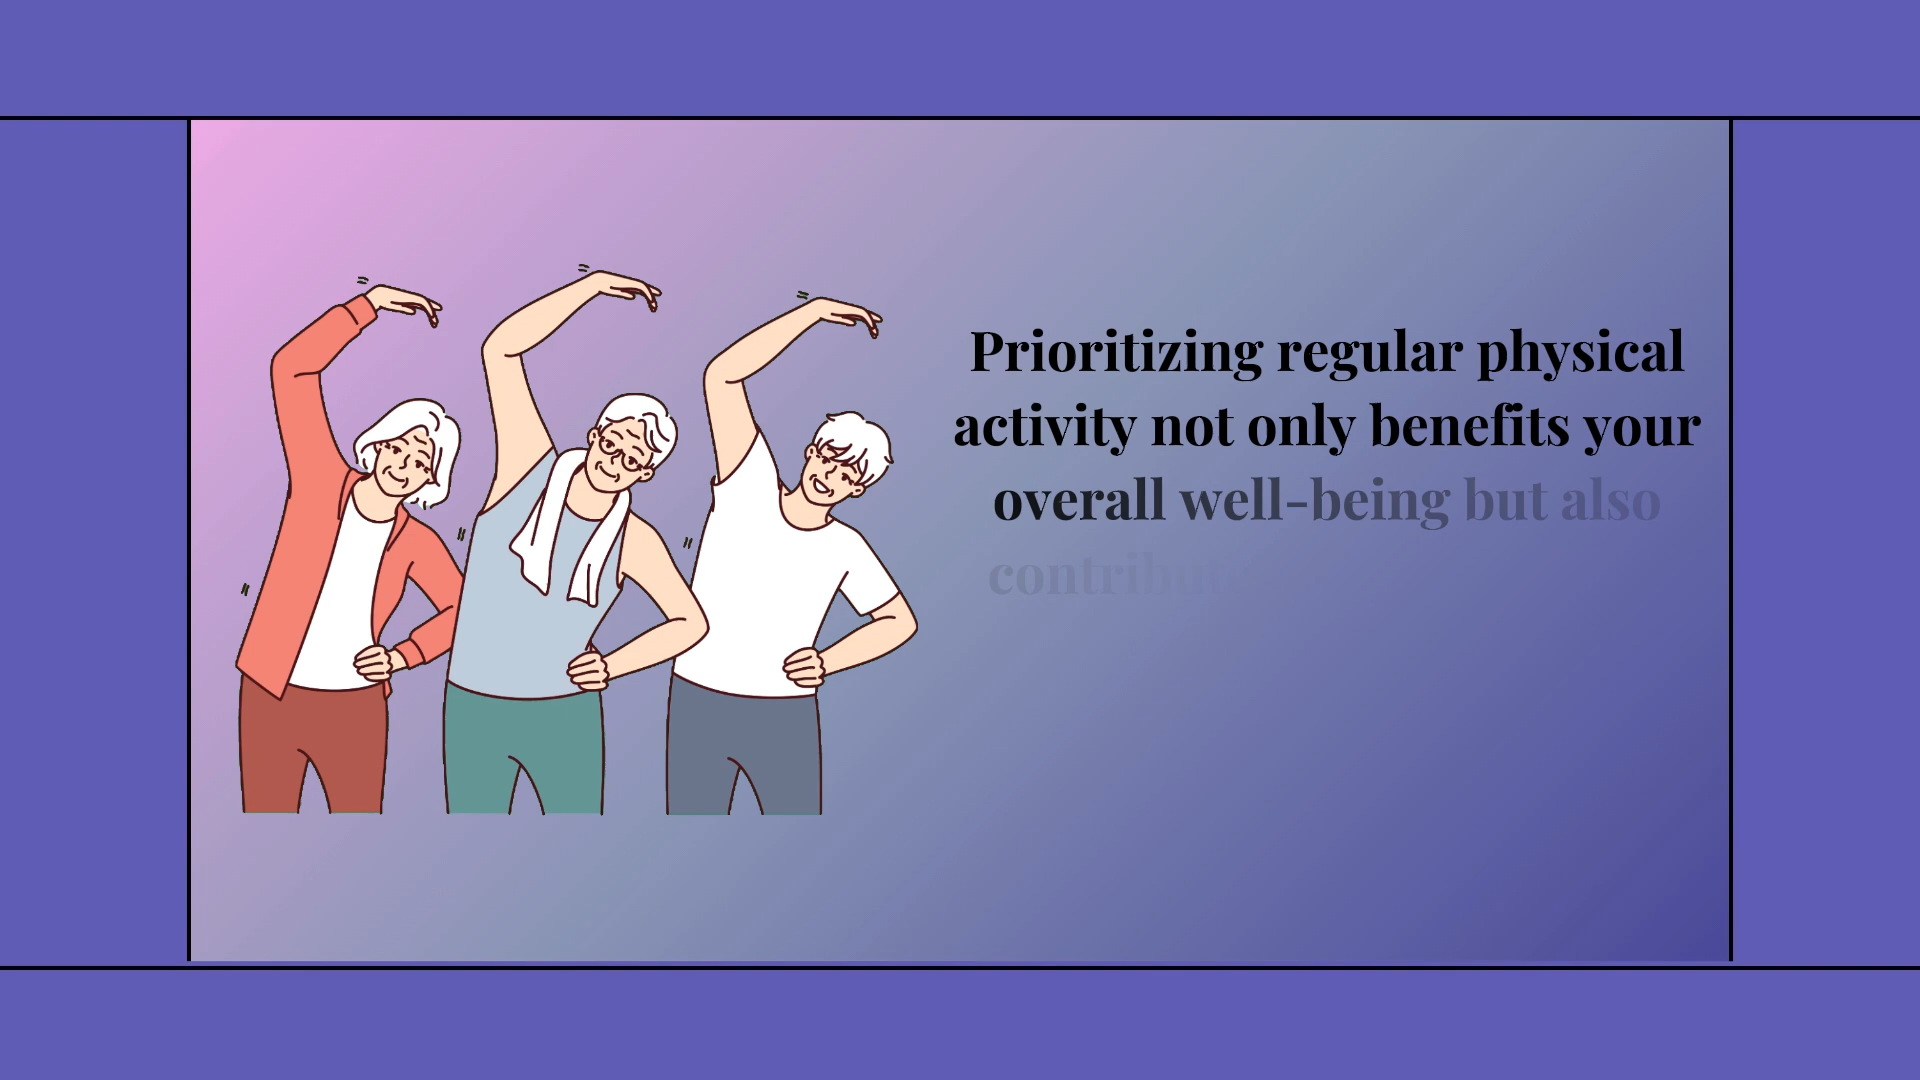 Prioritizing regular physical
activity not only benefits your
overall well-being but also